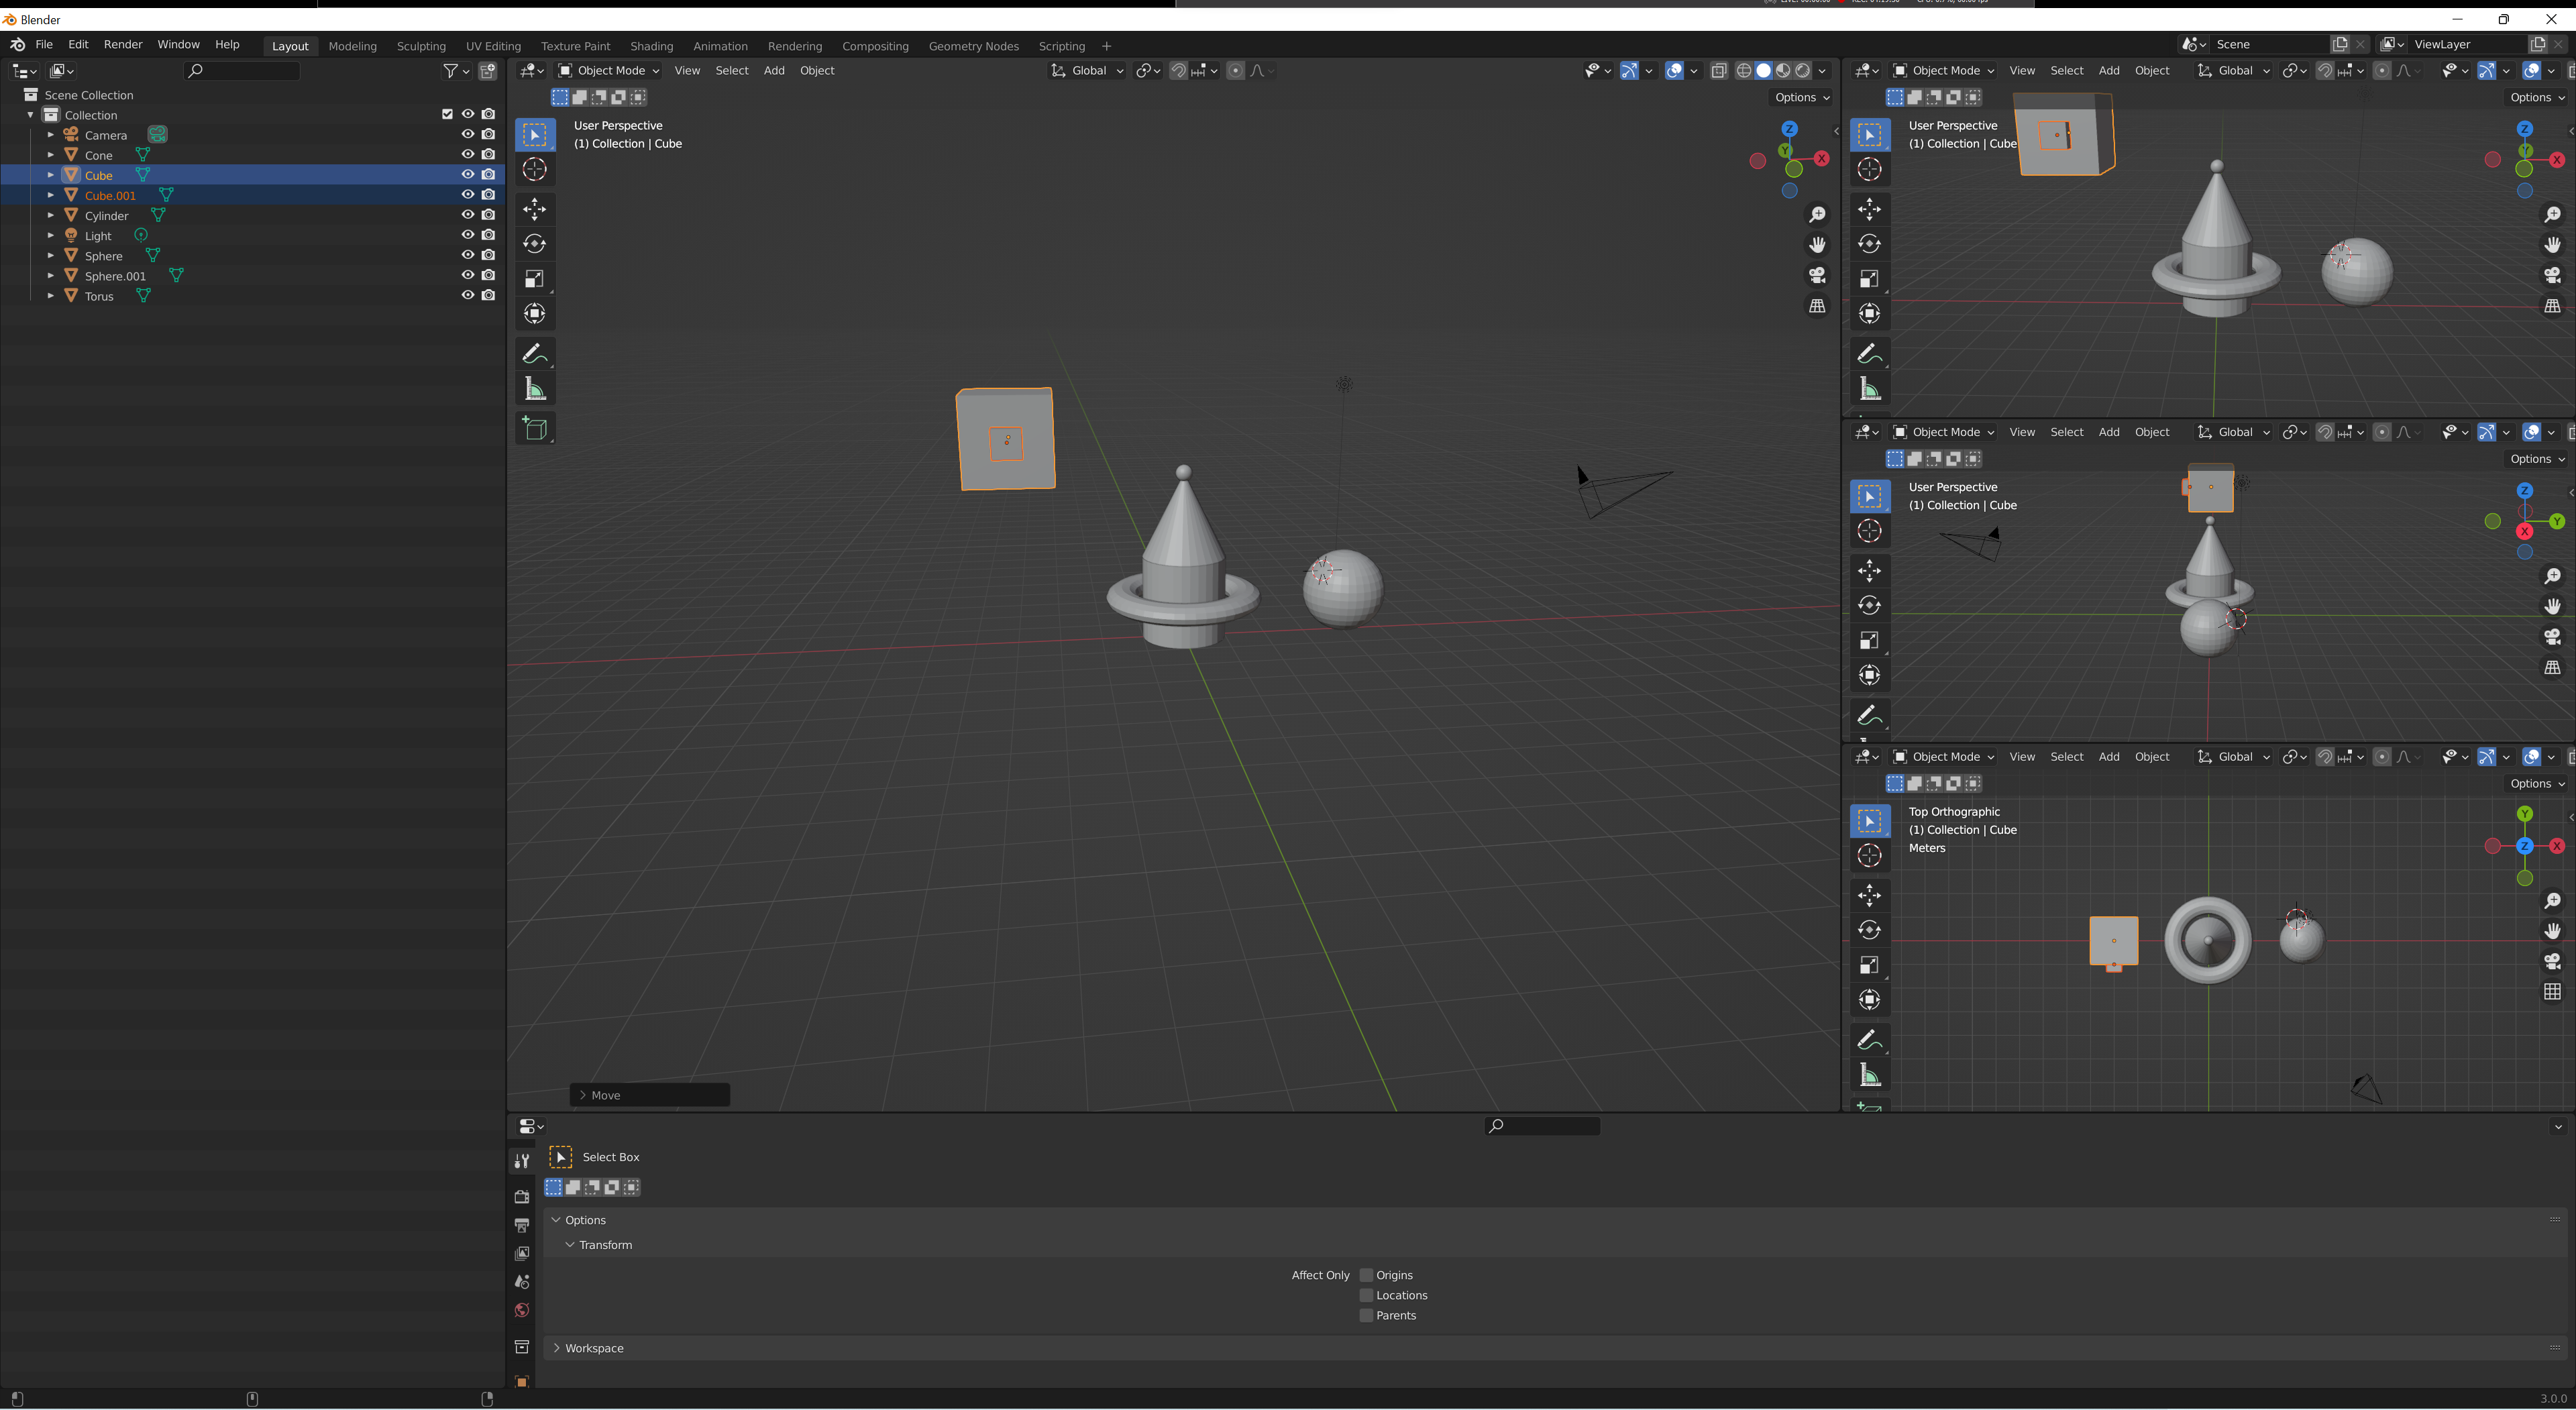 Blender
File Edit Render Window Help Layout Modeling Sculpting UV Editing Texture Paint Shading Animation Rendering Compositing Geometry Nodes Scripting + Scene ViewLayer
Scene Collection
Collection
Camera
Cone
Cube
Cube.001
Cylinder
Light
Sphere
Sphere.001
Torus
Object Mode View Select Add Object Global
Options
User Perspective
(1) Collection | Cube
Z
Y
X
Move
Object Mode View Select Add Object Global
Options
User Perspective
(1) Collection | Cube
Z
Y
X
Object Mode View Select Add Object Global
Options
User Perspective
(1) Collection | Cube
Z
Y
X
Object Mode View Select Add Object Global
Options
Top Orthographic
(1) Collection | Cube
Meters
Y
Z X
Select Box
Options
Transform
Affect Only Origins
Locations
Parents
Workspace
3.0.0